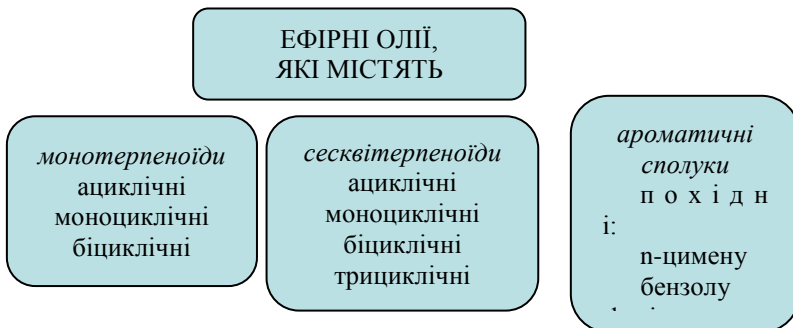 ЕФІРНІ ОЛІЇ,
ЯКІ МІСТЯТЬ
монотерпеноїди
ациклічні
моноциклічні
біциклічні
сесквітерпеноїди
ациклічні
моноциклічні
біциклічні
трициклічні
ароматичні
сполуки
п о х і д н
і:
n-цимену
бензолу